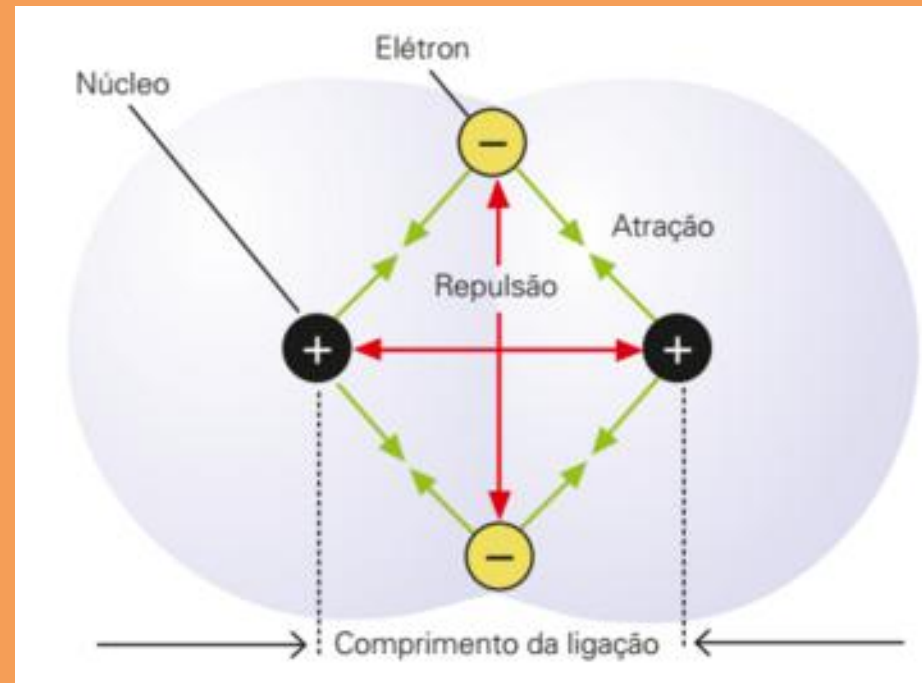 Elétron
Núcleo
−
Atração
Repulsão
+
+
−
Comprimento da ligação